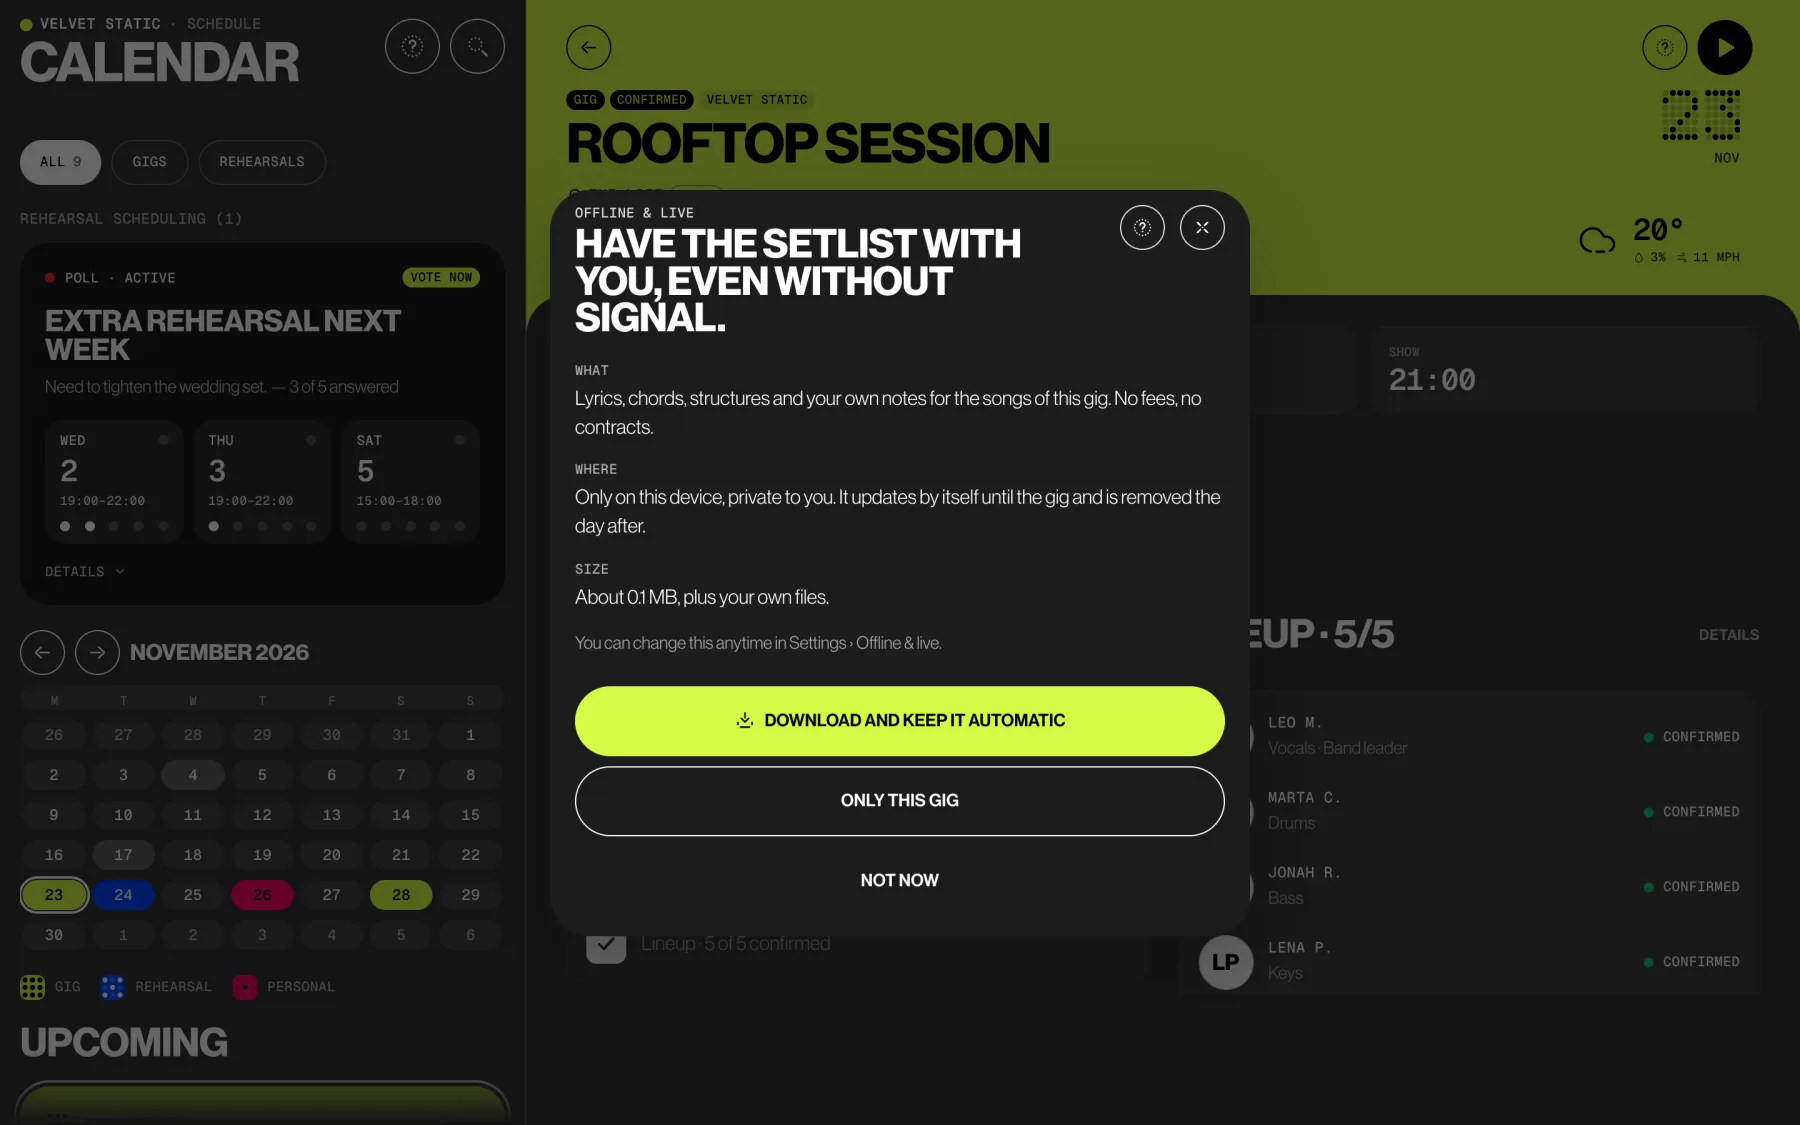 VELVET STATIC · SCHEDULE
CALENDAR
ALL 9
GIGS
REHEARSALS
REHEARSAL SCHEDULING (1)
POLL · ACTIVE
VOTE NOW
EXTRA REHEARSAL NEXT
WEEK
Need to tighten the wedding set. — 3 of 5 answered
WED
2
19:00–22:00
THU
3
19:00–22:00
SAT
5
15:00–18:00
DETAILS
NOVEMBER 2026
M T W T F S S
26 27 28 29 30 31 1
2 3 4 5 6 7 8
9 10 11 12 13 14 15
16 17 18 19 20 21 22
23 24 25 26 27 28 29
30 1 2 3 4 5 6
GIG
REHEARSAL
PERSONAL
UPCOMING
GIG
CONFIRMED
VELVET STATIC
ROOFTOP SESSION
23
NOV
20°
3% 11 MPH
OFFLINE & LIVE
HAVE THE SETLIST WITH
YOU, EVEN WITHOUT
SIGNAL.
WHAT
Lyrics, chords, structures and your own notes for the songs of this gig. No fees, no
contracts.
WHERE
Only on this device, private to you. It updates by itself until the gig and is removed the
day after.
SIZE
About 0.1 MB, plus your own files.
You can change this anytime in Settings › Offline & live.
DOWNLOAD AND KEEP IT AUTOMATIC
ONLY THIS GIG
NOT NOW
Lineup · 5 of 5 confirmed
SHOW
21:00
EUP · 5/5
DETAILS
LEO M.
Vocals · Band leader
CONFIRMED
MARTA C.
Drums
CONFIRMED
JONAH R.
Bass
CONFIRMED
LP
LENA P.
Keys
CONFIRMED